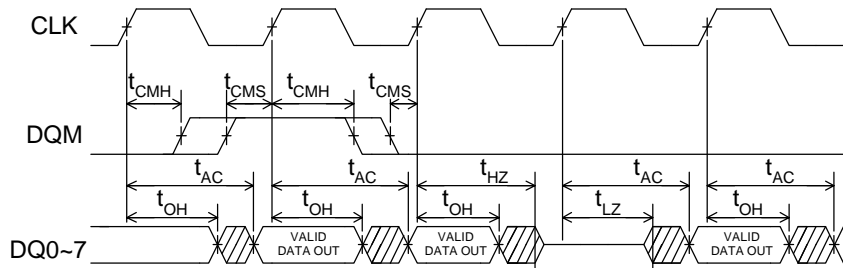 CLK
tCMH tCMS tCMH tCMS
DQM
tAC tAC tHZ tAC tAC
tOH tOH tOH tLZ tOH
DQ0~7 VALID DATA OUT VALID DATA OUT VALID DATA OUT